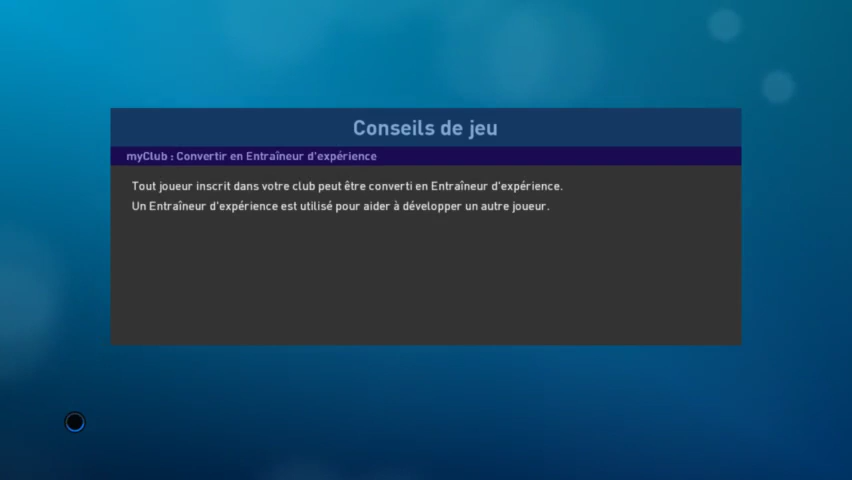 Conseils de jeu
myClub : Convertir en Entraîneur d'expérience
Tout joueur inscrit dans votre club peut être converti en Entraîneur d'expérience.
Un Entraîneur d'expérience est utilisé pour aider à développer un autre joueur.